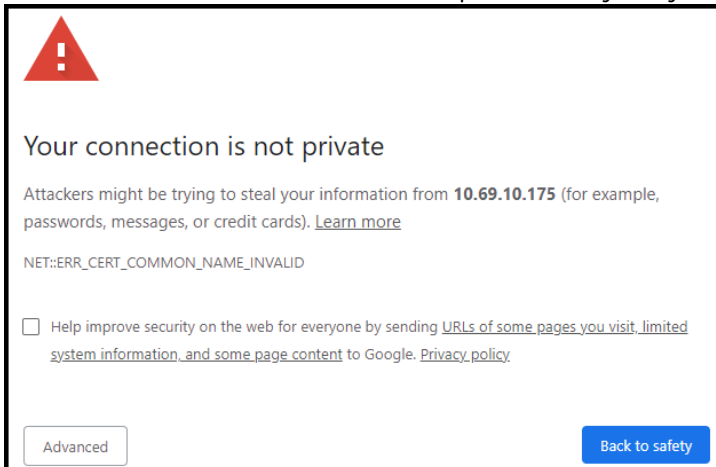 Your connection is not private
Attackers might be trying to steal your information from 10.69.10.175 (for example,
passwords, messages, or credit cards). Learn more
NET::ERR_CERT_COMMON_NAME_INVALID
Help improve security on the web for everyone by sending URLs of some pages you visit, limited
system information, and some page content to Google. Privacy policy
Advanced
Back to safety